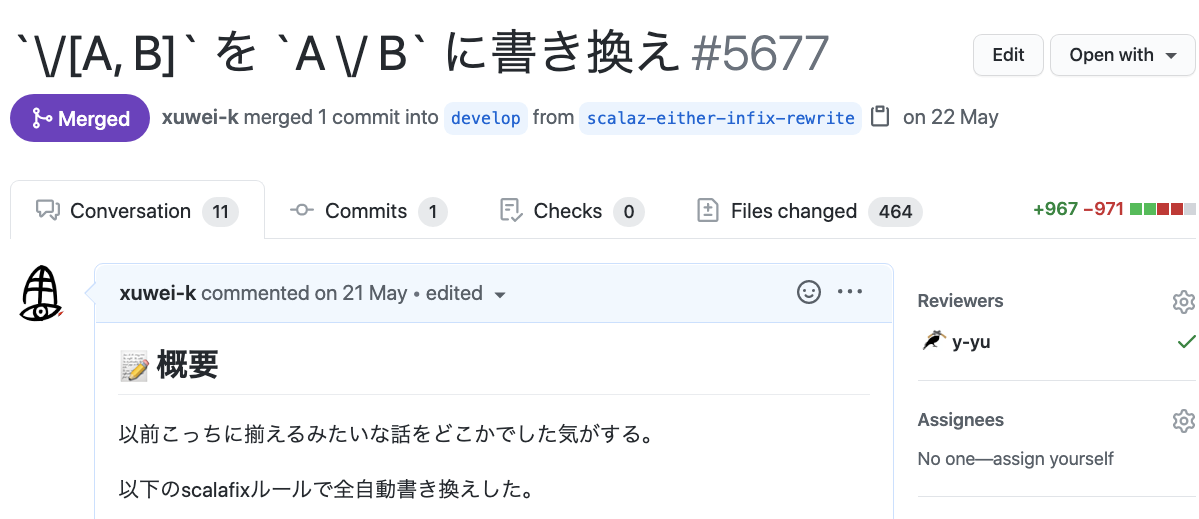 `\/[A, B]` を `A \/ B` に書き換え #5677
Edit
Open with
Merged
xuwei-k merged 1 commit into develop from scalaz-either-infix-rewrite on 22 May
Conversation 11
Commits 1
Checks 0
Files changed 464
+967 −971
xuwei-k commented on 21 May • edited
概要
以前こっちに揃えるみたいな話をどこかでした気がする。
以下のscalafixルールで全自動書き換えした。
Reviewers
y-yu
Assignees
No one—assign yourself